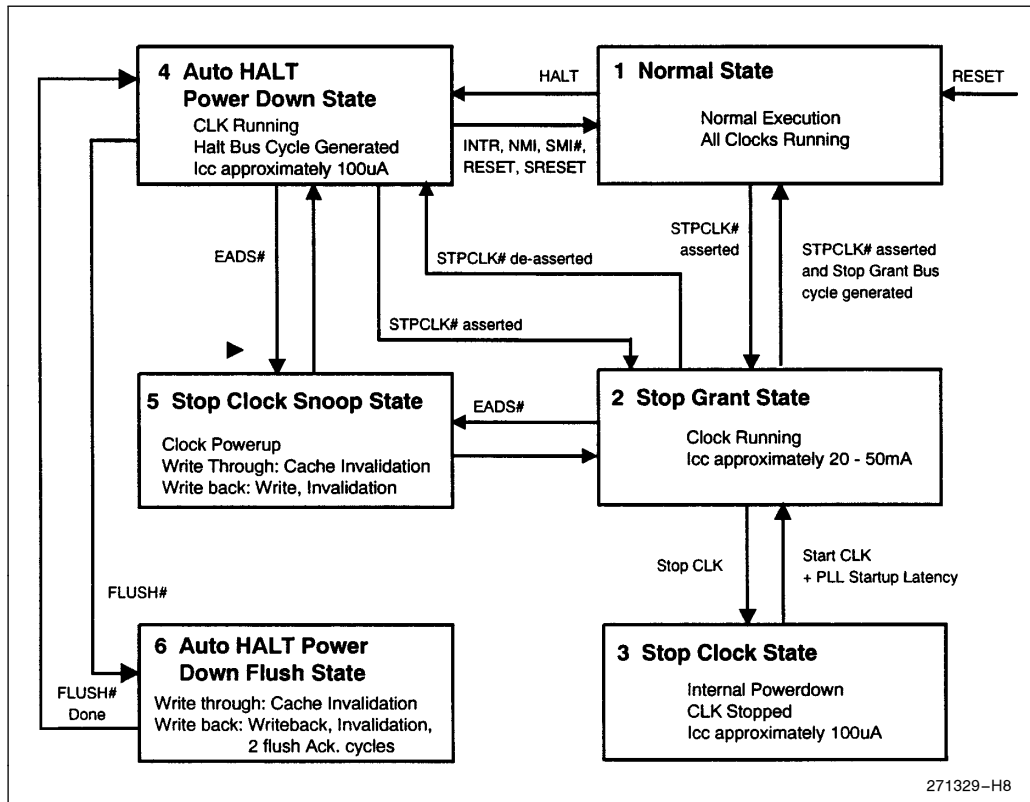 4 Auto HALT
Power Down State
CLK Running
Halt Bus Cycle Generated
Icc approximately 100uA
HALT
INTR, NMI, SMI#,
RESET, SRESET
1 Normal State
Normal Execution
All Clocks Running
RESET
EADS#
STPCLK# de-asserted
STPCLK# asserted
STPCLK#
asserted
STPCLK# asserted
and Stop Grant Bus
cycle generated
5 Stop Clock Snoop State
Clock Powerup
Write Through: Cache Invalidation
Write back: Write, Invalidation
EADS#
2 Stop Grant State
Clock Running
Icc approximately 20 - 50mA
Stop CLK
Start CLK
+ PLL Startup Latency
FLUSH#
FLUSH#
Done
6 Auto HALT Power
Down Flush State
Write through: Cache Invalidation
Write back: Writeback, Invalidation,
2 flush Ack. cycles
3 Stop Clock State
Internal Powerdown
CLK Stopped
Icc approximately 100uA
271329–H8